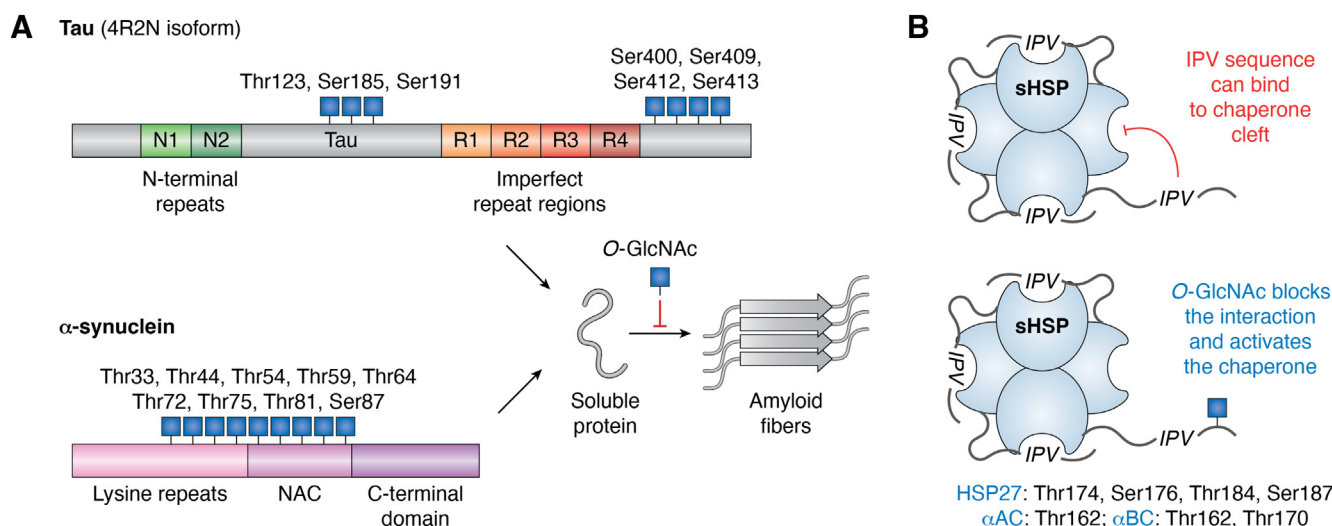 A
Tau (4R2N isoform)
Thr123, Ser185, Ser191
Ser400, Ser409,
Ser412, Ser413
N1
N2
Tau
R1
R2
R3
R4
N-terminal
repeats
Imperfect
repeat regions
α-synuclein
Thr33, Thr44, Thr54, Thr59, Thr64
Thr72, Thr75, Thr81, Ser87
Lysine repeats
NAC
C-terminal
domain
O-GlcNAc
Soluble
protein
Amyloid
fibers
B
IPV
sHSP
IPV
IPV
IPV
IPV sequence
can bind
to chaperone
cleft
IPV
sHSP
IPV
IPV
IPV
O-GlcNAc blocks
the interaction
and activates
the chaperone
HSP27: Thr174, Ser176, Thr184, Ser187
αAC: Thr162; αBC: Thr162, Thr170